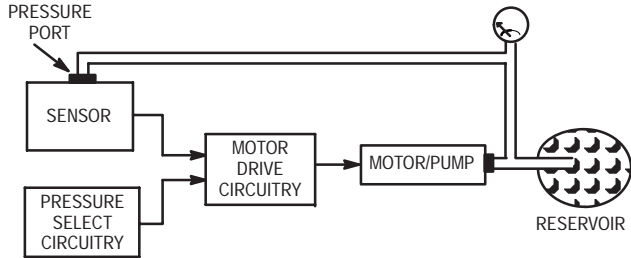 PRESSURE
PORT
SENSOR
MOTOR
DRIVE
CIRCUITRY
MOTOR/PUMP
PRESSURE
SELECT
CIRCUITRY
RESERVOIR